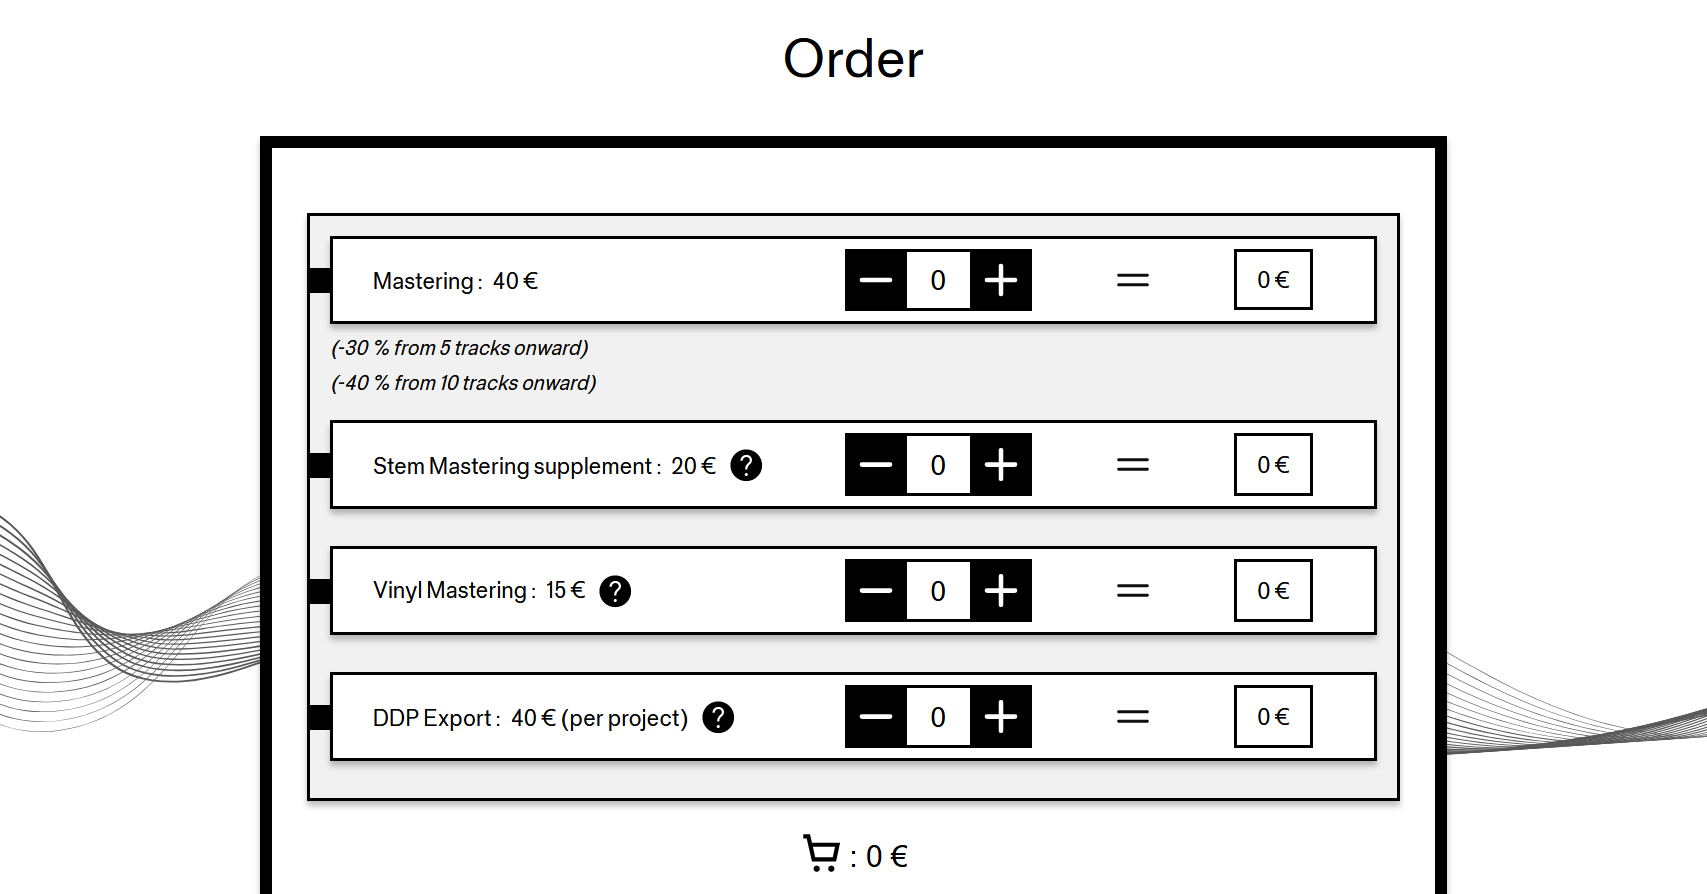 Order
Mastering : 40 € 0 = 0 €
(-30 % from 5 tracks onward)
(-40 % from 10 tracks onward)
Stem Mastering supplement : 20 € ? 0 = 0 €
Vinyl Mastering : 15 € ? 0 = 0 €
DDP Export : 40 € (per project) ? 0 = 0 €
: 0 €